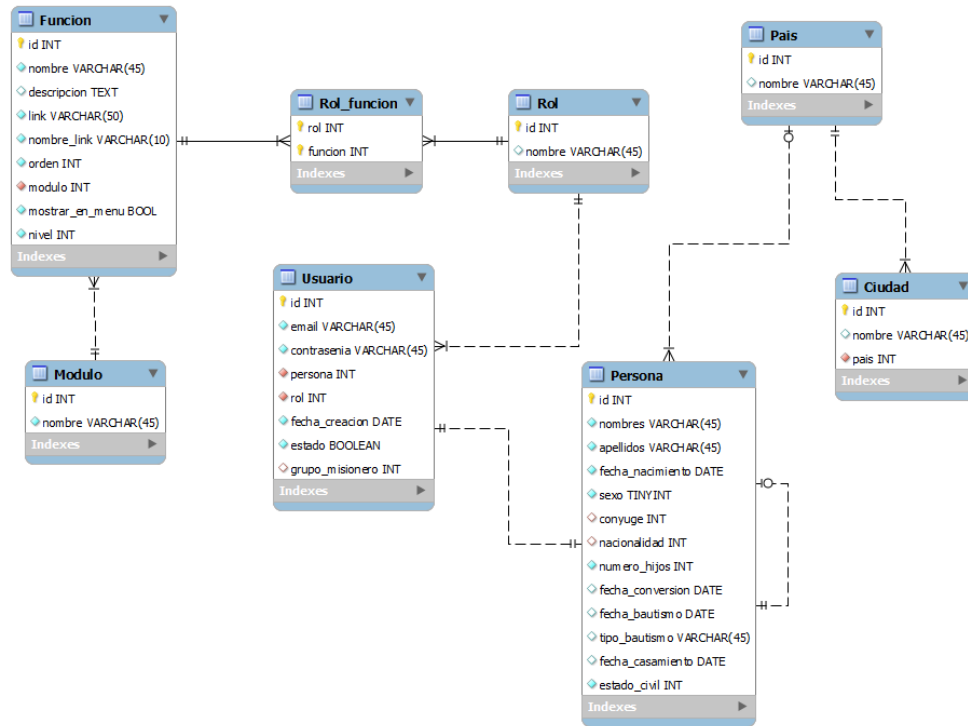 Funcion
id INT
nombre VARCHAR(45)
descripcion TEXT
link VARCHAR(50)
nombre_link VARCHAR(10)
orden INT
modulo INT
mostrar_en_menu BOOL
nivel INT
Indexes
Rol_funcion
rol INT
funcion INT
Indexes
Rol
id INT
nombre VARCHAR(45)
Indexes
Pais
id INT
nombre VARCHAR(45)
Indexes
Usuario
id INT
email VARCHAR(45)
contrasenia VARCHAR(45)
persona INT
rol INT
fecha_creacion DATE
estado BOOLEAN
grupo_misionero INT
Indexes
Ciudad
id INT
nombre VARCHAR(45)
pais INT
Indexes
Modulo
id INT
nombre VARCHAR(45)
Indexes
Persona
id INT
nombres VARCHAR(45)
apellidos VARCHAR(45)
fecha_nacimiento DATE
sexo TINYINT
conyuge INT
nacionalidad INT
numero_hijos INT
fecha_conversion DATE
fecha_bautismo DATE
tipo_bautismo VARCHAR(45)
fecha_casamiento DATE
estado_civil INT
Indexes